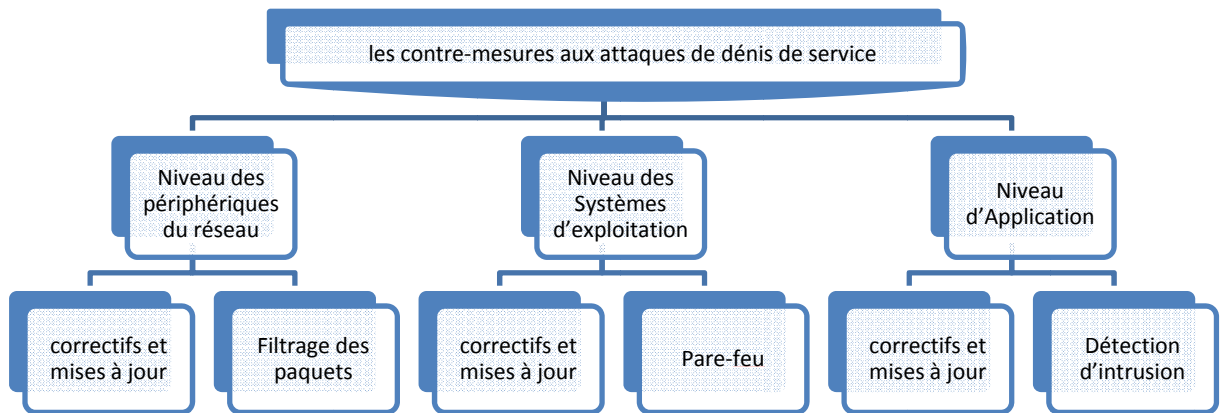 les contre-mesures aux attaques de dénis de service
Niveau des
périphériques
du réseau
Niveau des
Systèmes
d’exploitation
Niveau
d’Application
correctifs et
mises à jour
Filtrage des
paquets
correctifs et
mises à jour
Pare-feu
correctifs et
mises à jour
Détection
d’intrusion